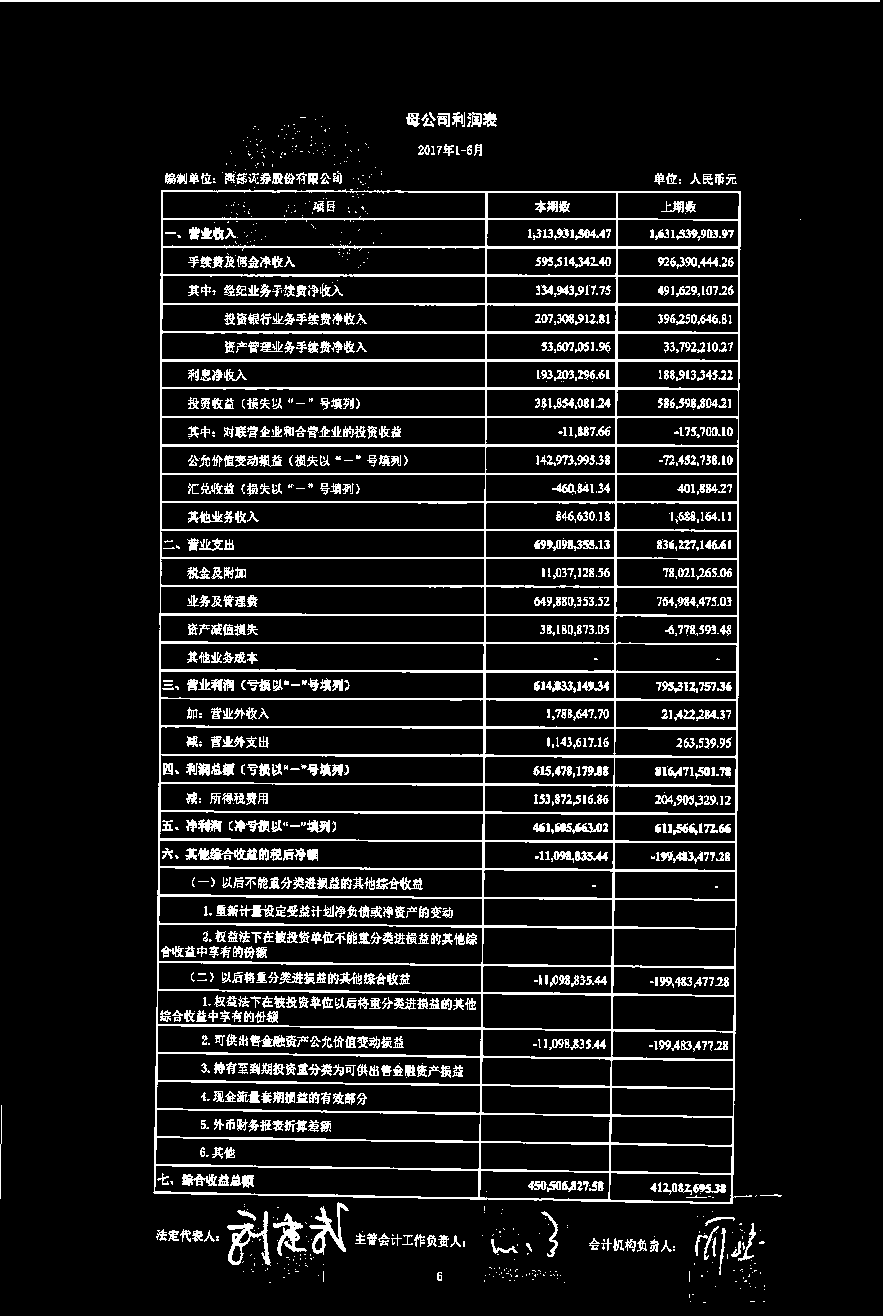 母公司利润表
2017年1-6月
编制单位：西部证券股份有限公司 单位：人民币元
项目 本期数 上期数
一、营业收入 1,313,931,504.47 1,631,539,903.97
手续费及佣金净收入 595,514,342.40 926,390,444.26
其中：经纪业务手续费净收入 334,943,917.75 491,629,107.26
投资银行业务手续费净收入 207,308,912.81 396,250,646.81
资产管理业务手续费净收入 53,607,051.96 33,792,210.27
利息净收入 193,203,296.61 188,913,345.22
投资收益（损失以“－”号填列） 381,854,081.24 586,598,804.21
其中：对联营企业和合营企业的投资收益 -11,887.66 -175,700.10
公允价值变动损益（损失以“－”号填列） 142,973,995.38 -72,452,738.10
汇兑收益（损失以“－”号填列） -460,841.34 401,884.27
其他业务收入 846,630.18 1,688,164.11
二、营业支出 699,098,355.13 836,227,146.61
税金及附加 11,037,128.56 78,021,265.06
业务及管理费 649,880,353.52 764,984,475.03
资产减值损失 38,180,873.05 -6,778,593.48
其他业务成本 - -
三、营业利润（亏损以“－”号填列） 614,833,149.34 795,312,757.36
加：营业外收入 1,788,647.70 21,422,284.37
减：营业外支出 1,143,617.16 263,539.95
四、利润总额（亏损以“－”号填列） 615,478,179.88 816,471,501.78
减：所得税费用 153,872,516.86 204,905,329.12
五、净利润（净亏损以“－”填列） 461,605,663.02 611,566,172.66
六、其他综合收益的税后净额 -11,098,835.44 -199,483,477.28
（一）以后不能重分类进损益的其他综合收益 - -
1.重新计量设定受益计划净负债或净资产的变动
2.权益法下在被投资单位不能重分类进损益的其他综
合收益中享有的份额
（二）以后将重分类进损益的其他综合收益 -11,098,835.44 -199,483,477.28
1.权益法下在被投资单位以后将重分类进损益的其他
综合收益中享有的份额
2.可供出售金融资产公允价值变动损益 -11,098,835.44 -199,483,477.28
3.持有至到期投资重分类为可供出售金融资产损益
4.现金流量套期损益的有效部分
5.外币财务报表折算差额
6.其他
七、综合收益总额 450,506,827.58 412,082,695.38
法定代表人： 主管会计工作负责人： 会计机构负责人：
6